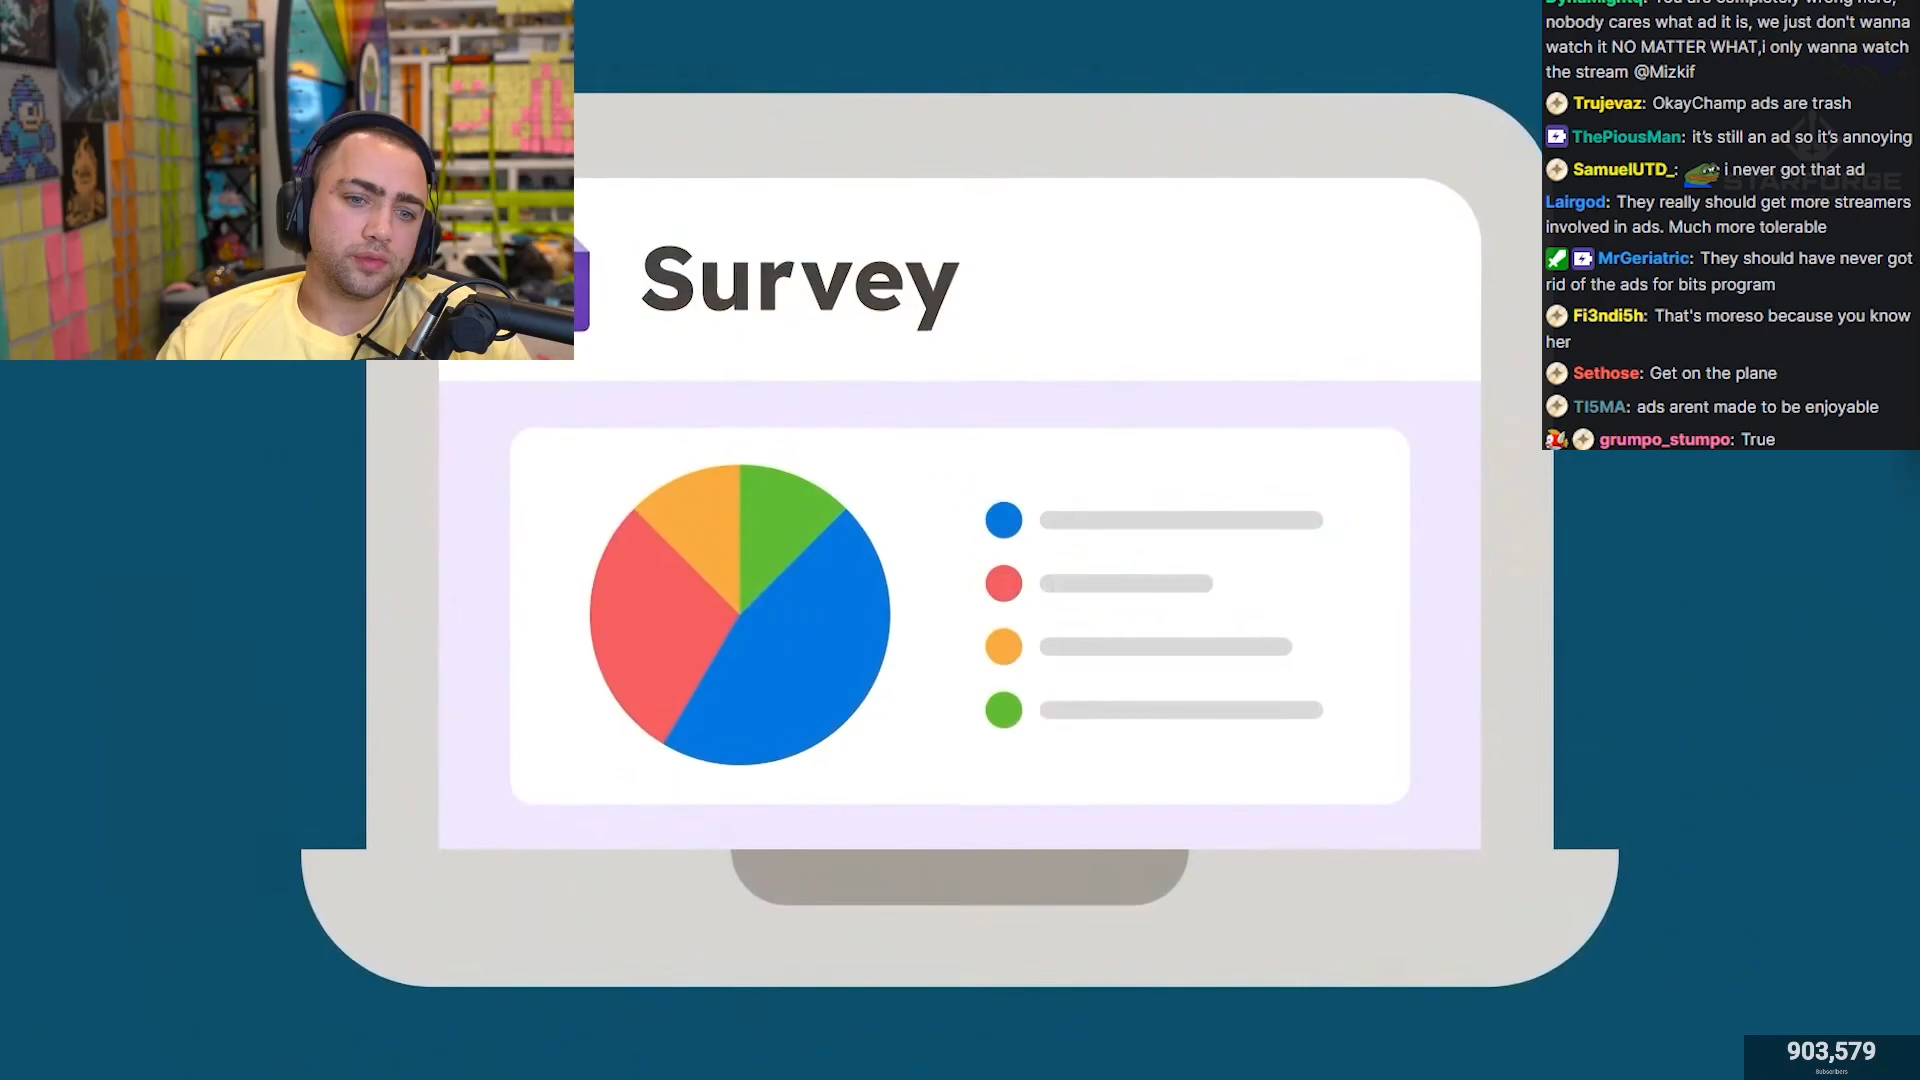 nobody cares what ad it is, we just don't wanna
watch it NO MATTER WHAT,i only wanna watch
the stream @Mizkif
Trujevaz: OkayChamp ads are trash
ThePiousMan: it's still an ad so it's annoying
SamuelUTD_: i never got that ad
STARFORGE
Lairgod: They really should get more streamers
involved in ads. Much more tolerable
MrGeriatric: They should have never got
rid of the ads for bits program
Fi3ndi5h: That's moreso because you know
her
Sethose: Get on the plane
TI5MA: ads arent made to be enjoyable
grumpo_stumpo: True
Survey
903,579
Subscribers